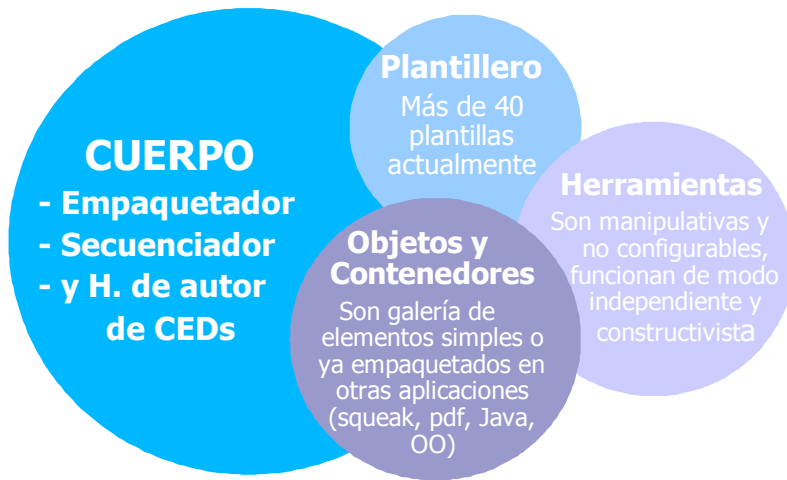 CUERPO
- Empaquetador
- Secuenciador
- y H. de autor
de CEDs
Plantillero
Más de 40
plantillas
actualmente
Herramientas
Son manipulativas y
no configurables,
funcionan de modo
independiente y
constructivista
Objetos y
Contenedores
Son galería de
elementos simples o
ya empaquetados en
otras aplicaciones
(squeak, pdf, Java,
OO)